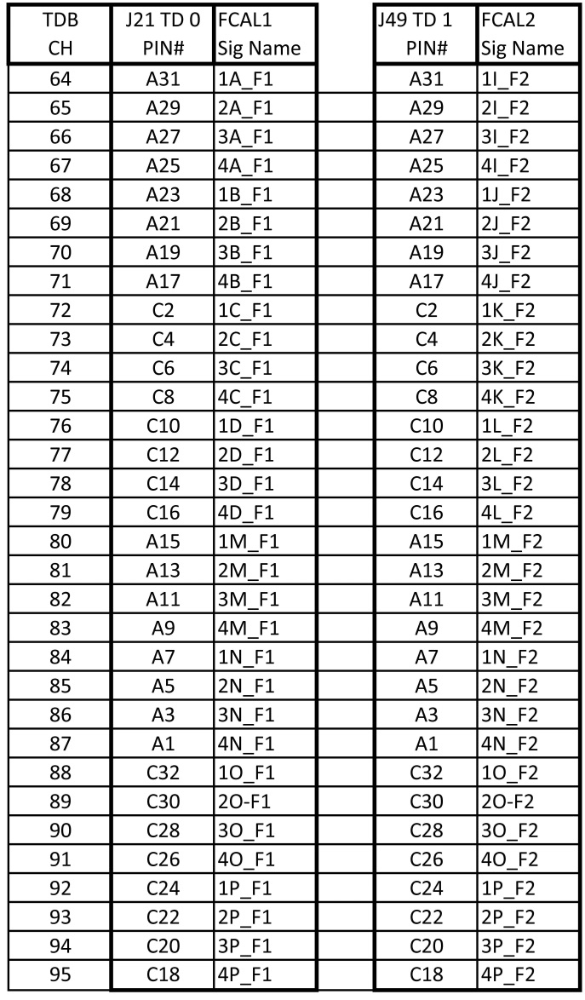 TDB J21 TD 0 FCAL1 J49 TD 1 FCAL2
CH PIN# Sig Name PIN# Sig Name
64 A31 1A_F1 A31 1I_F2
65 A29 2A_F1 A29 2I_F2
66 A27 3A_F1 A27 3I_F2
67 A25 4A_F1 A25 4I_F2
68 A23 1B_F1 A23 1J_F2
69 A21 2B_F1 A21 2J_F2
70 A19 3B_F1 A19 3J_F2
71 A17 4B_F1 A17 4J_F2
72 C2 1C_F1 C2 1K_F2
73 C4 2C_F1 C4 2K_F2
74 C6 3C_F1 C6 3K_F2
75 C8 4C_F1 C8 4K_F2
76 C10 1D_F1 C10 1L_F2
77 C12 2D_F1 C12 2L_F2
78 C14 3D_F1 C14 3L_F2
79 C16 4D_F1 C16 4L_F2
80 A15 1M_F1 A15 1M_F2
81 A13 2M_F1 A13 2M_F2
82 A11 3M_F1 A11 3M_F2
83 A9 4M_F1 A9 4M_F2
84 A7 1N_F1 A7 1N_F2
85 A5 2N_F1 A5 2N_F2
86 A3 3N_F1 A3 3N_F2
87 A1 4N_F1 A1 4N_F2
88 C32 1O_F1 C32 1O_F2
89 C30 2O-F1 C30 2O-F2
90 C28 3O_F1 C28 3O_F2
91 C26 4O_F1 C26 4O_F2
92 C24 1P_F1 C24 1P_F2
93 C22 2P_F1 C22 2P_F2
94 C20 3P_F1 C20 3P_F2
95 C18 4P_F1 C18 4P_F2